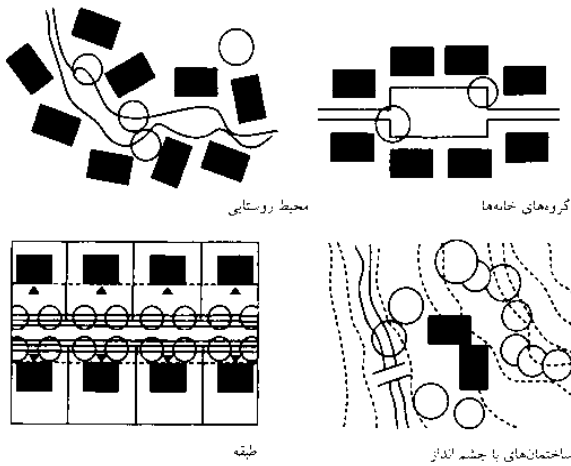 گروه‌های خانه‌ها
محیط روستایی
ساختمان‌های با چشم انداز
طبقه